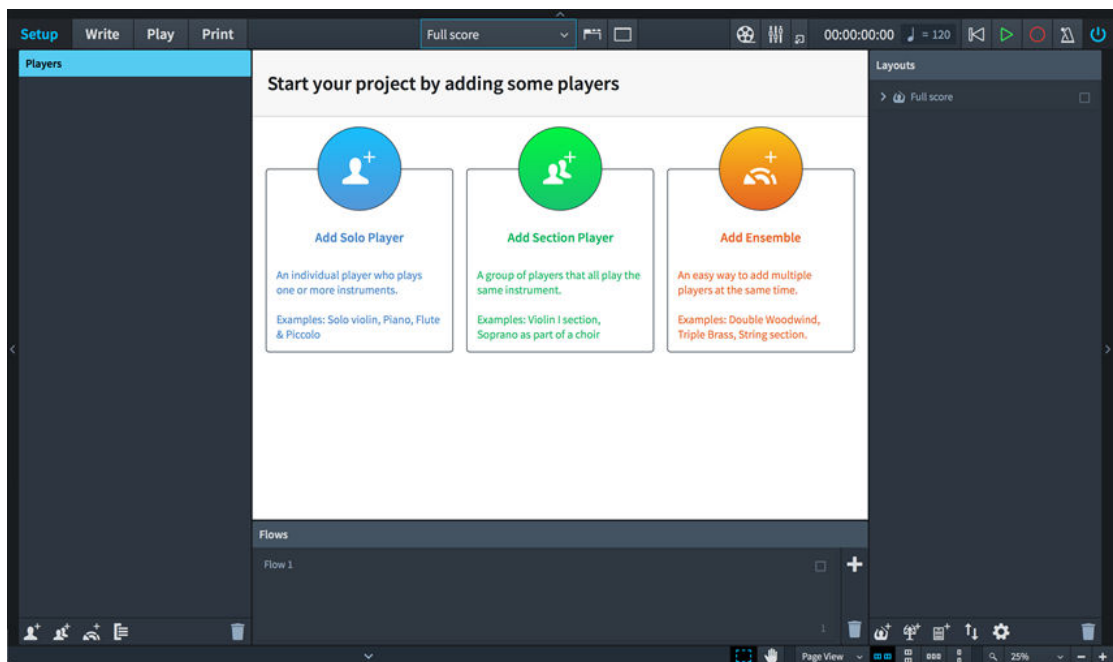 Setup Write Play Print Full score 00:00:00:00 = 120
Players
Start your project by adding some players
Add Solo Player
An individual player who plays
one or more instruments.
Examples: Solo violin, Piano, Flute
& Piccolo
Add Section Player
A group of players that all play the
same instrument.
Examples: Violin I section,
Soprano as part of a choir
Add Ensemble
An easy way to add multiple
players at the same time.
Examples: Double Woodwind,
Triple Brass, String section.
Layouts
Full score
Flows
Flow 1
1
Page View 25%